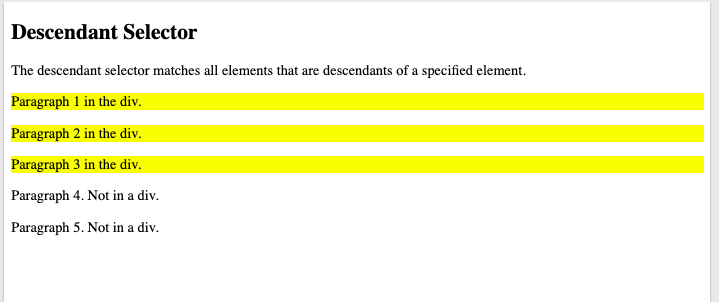 Descendant Selector
The descendant selector matches all elements that are descendants of a specified element.
Paragraph 1 in the div.
Paragraph 2 in the div.
Paragraph 3 in the div.
Paragraph 4. Not in a div.
Paragraph 5. Not in a div.